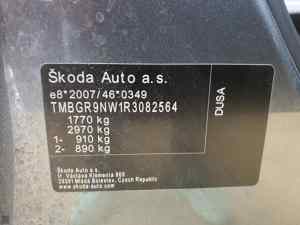 Škoda Auto a.s.
e8*2007/46*0349
TMBGR9NW1R3082564
1770 kg
2970 kg
1- 910 kg
2- 890 kg
DUSA
Škoda Auto a.s.
tř. Václava Klementa 869
29301 Mladá Boleslav, Czech Republic
www.skoda-auto.com